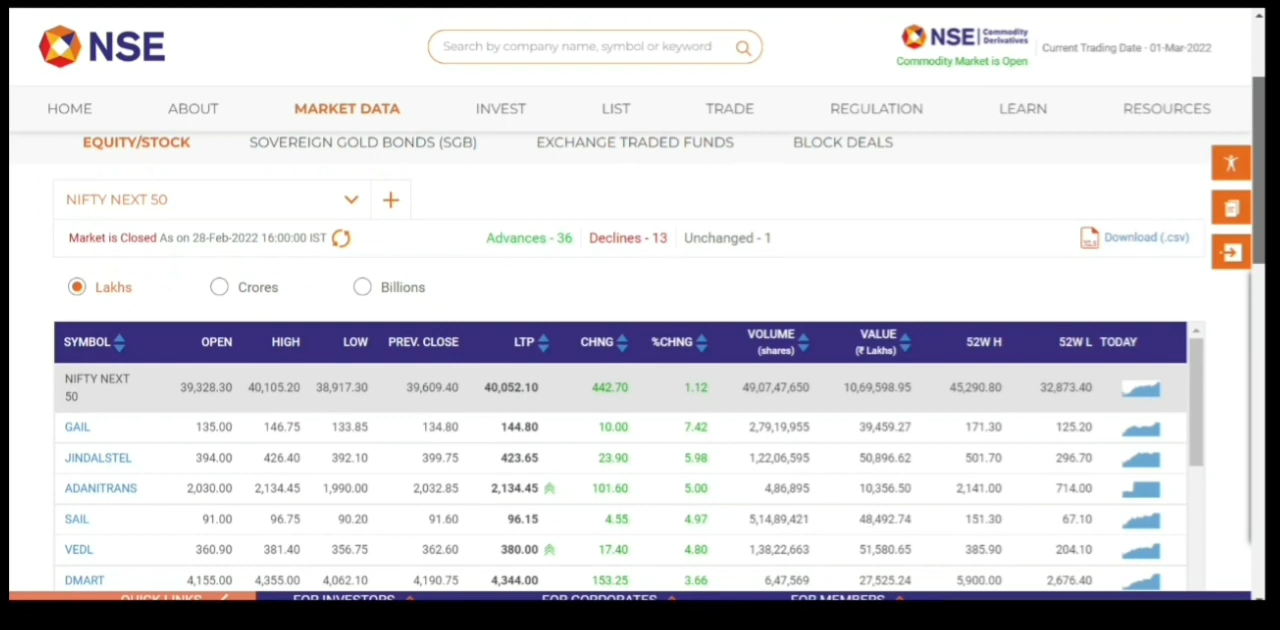 NSE
Search by company name, symbol or keyword
NSE | Commodity Derivatives
Commodity Market is Open
Current Trading Date - 01-Mar-2022
HOME ABOUT MARKET DATA INVEST LIST TRADE REGULATION LEARN RESOURCES
EQUITY/STOCK SOVEREIGN GOLD BONDS (SGB) EXCHANGE TRADED FUNDS BLOCK DEALS
NIFTY NEXT 50
Market is Closed As on 28-Feb-2022 16:00:00 IST Advances - 36 Declines - 13 Unchanged - 1 Download (.csv)
Lakhs Crores Billions
SYMBOL OPEN HIGH LOW PREV. CLOSE LTP CHNG %CHNG VOLUME (shares) VALUE (₹ Lakhs) 52W H 52W L TODAY
NIFTY NEXT 50 39,328.30 40,105.20 38,917.30 39,609.40 40,052.10 442.70 1.12 49,07,47,650 10,69,598.95 45,290.80 32,873.40
GAIL 135.00 146.75 133.85 134.80 144.80 10.00 7.42 2,79,19,955 39,459.27 171.30 125.20
JINDALSTEL 394.00 426.40 392.10 399.75 423.65 23.90 5.98 1,22,06,595 50,896.62 501.70 296.70
ADANITRANS 2,030.00 2,134.45 1,990.00 2,032.85 2,134.45 101.60 5.00 4,86,895 10,356.50 2,141.00 714.00
SAIL 91.00 96.75 90.20 91.60 96.15 4.55 4.97 5,14,89,421 48,492.74 151.30 67.10
VEDL 360.90 381.40 356.75 362.60 380.00 17.40 4.80 1,38,22,663 51,580.65 385.90 204.10
DMART 4,155.00 4,355.00 4,062.10 4,190.75 4,344.00 153.25 3.66 6,47,569 27,525.24 5,900.00 2,676.40
QUICK LINKS FOR INVESTORS FOR CORPORATES FOR MEMBERS